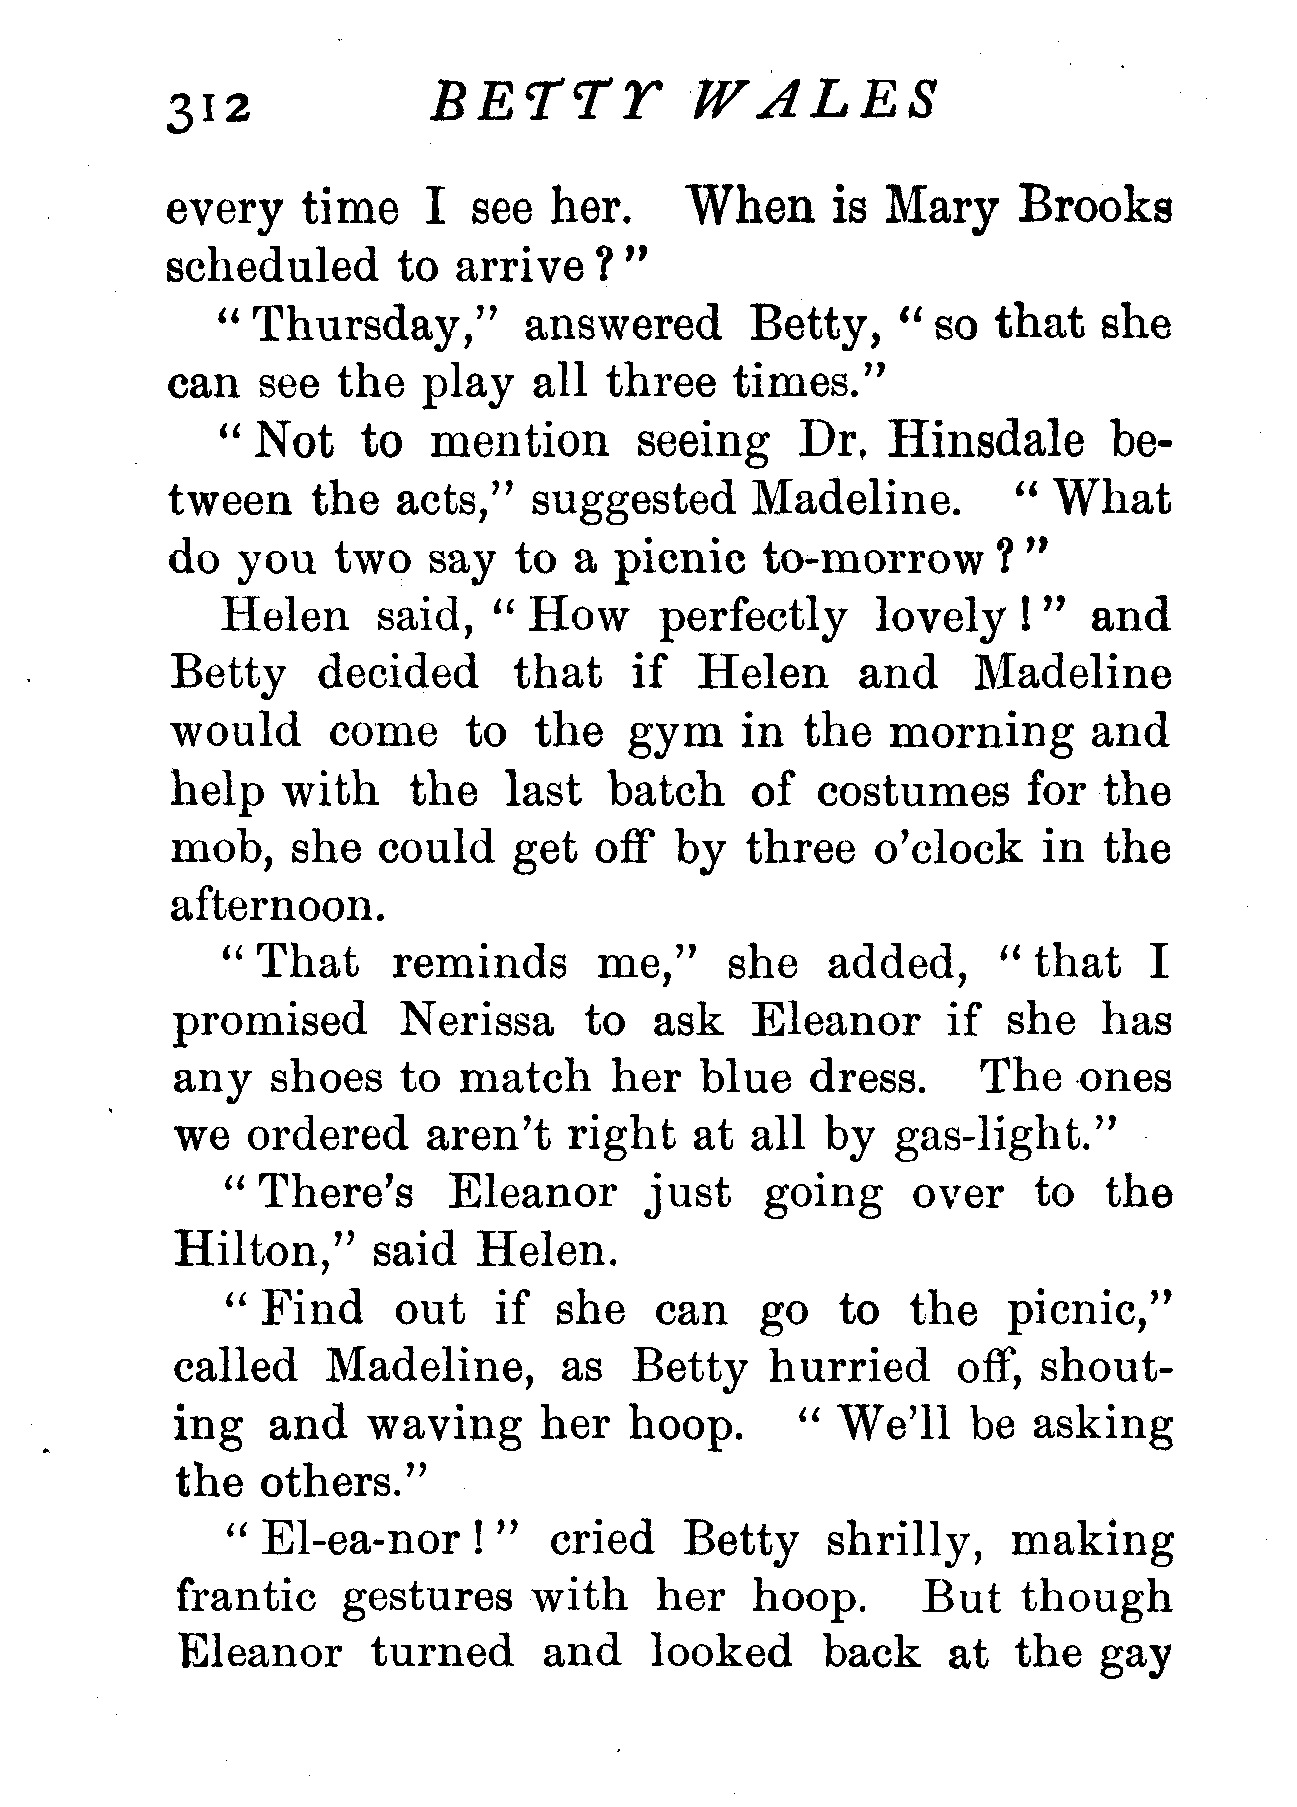 312 BETTY WALES
every time I see her. When is Mary Brooks
scheduled to arrive?"
"Thursday," answered Betty, "so that she
can see the play all three times."
"Not to mention seeing Dr. Hinsdale be-
tween the acts," suggested Madeline. "What
do you two say to a picnic to-morrow?"
Helen said, "How perfectly lovely!" and
Betty decided that if Helen and Madeline
would come to the gym in the morning and
help with the last batch of costumes for the
mob, she could get off by three o'clock in the
afternoon.
"That reminds me," she added, "that I
promised Nerissa to ask Eleanor if she has
any shoes to match her blue dress. The ones
we ordered aren't right at all by gas-light."
"There's Eleanor just going over to the
Hilton," said Helen.
"Find out if she can go to the picnic,"
called Madeline, as Betty hurried off, shout-
ing and waving her hoop. "We'll be asking
the others."
"El-ea-nor!" cried Betty shrilly, making
frantic gestures with her hoop. But though
Eleanor turned and looked back at the gay